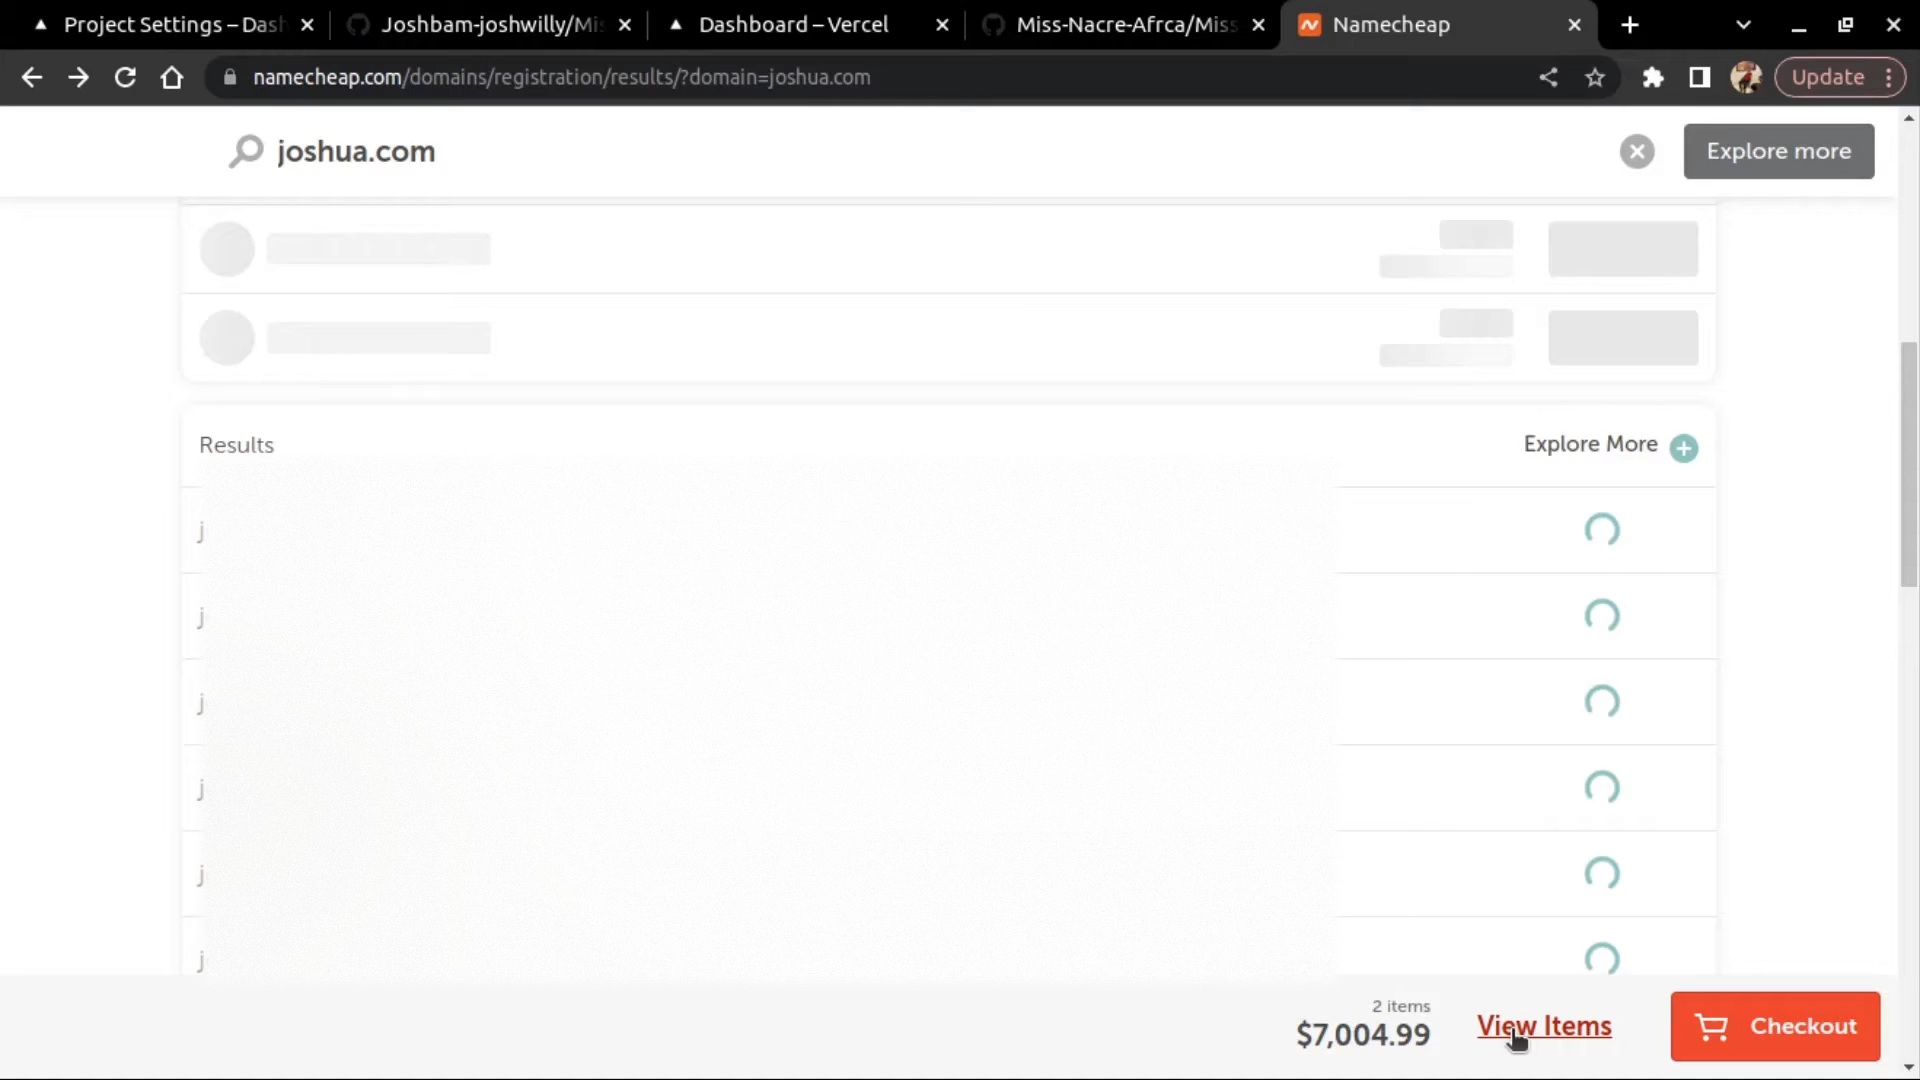 Project Settings – Dash
Joshbam-joshwilly/Mis
Dashboard – Vercel
Miss-Nacre-Afrca/Miss
Namecheap
namecheap.com/domains/registration/results/?domain=joshua.com
Update
joshua.com
Explore more
Results
Explore More
j
j
j
j
j
j
2 items
$7,004.99
View Items
Checkout